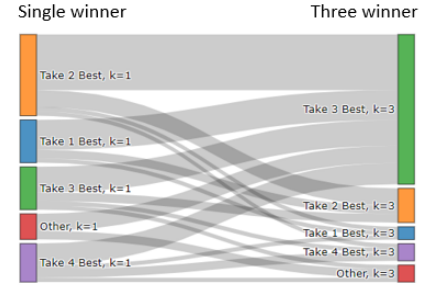 Single winner
Three winner
Take 2 Best, k=1
Take 1 Best, k=1
Take 3 Best, k=1
Other, k=1
Take 4 Best, k=1
Take 3 Best, k=3
Take 2 Best, k=3
Take 1 Best, k=3
Take 4 Best, k=3
Other, k=3